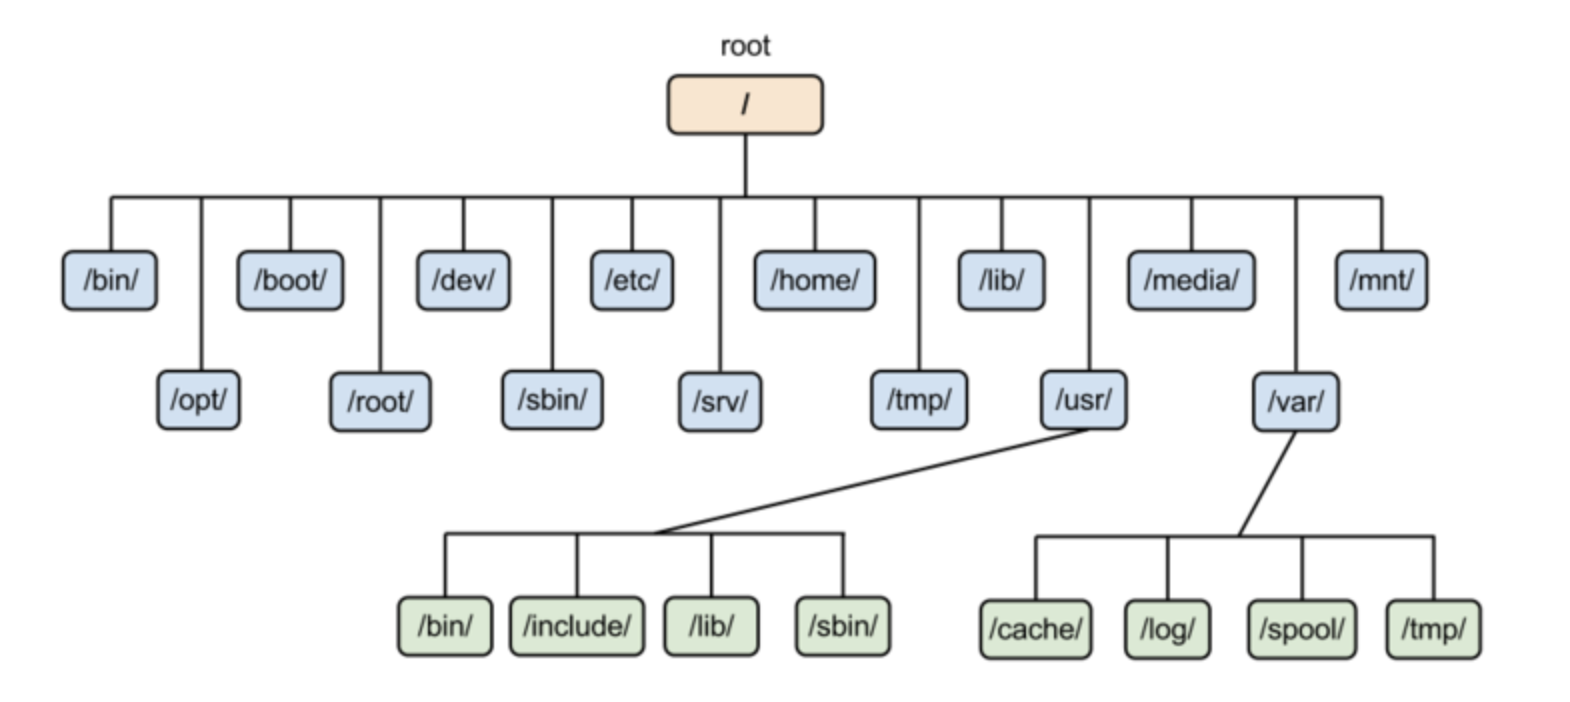 root
/
/bin/ /boot/ /dev/ /etc/ /home/ /lib/ /media/ /mnt/
/opt/ /root/ /sbin/ /srv/ /tmp/ /usr/ /var/
/bin/ /include/ /lib/ /sbin/ /cache/ /log/ /spool/ /tmp/